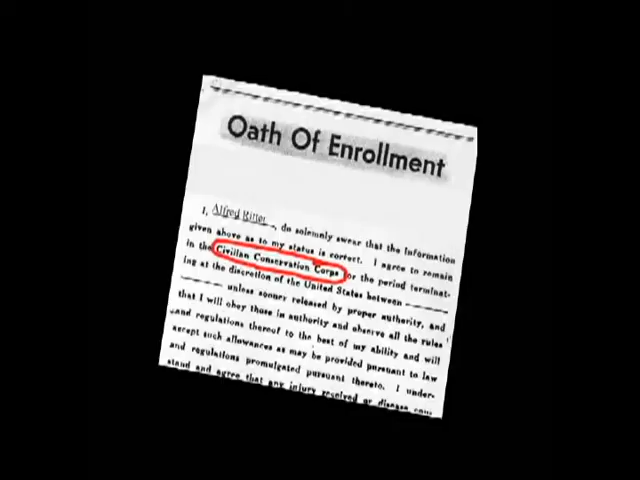 Oath Of Enrollment
I, Alfred Ritter, do solemnly swear that the information
given above as to my status is correct. I agree to remain
in the Civilian Conservation Corps for the period terminat-
ing at the discretion of the United States between
unless sooner released by proper authority, and
that I will obey those in authority and observe all the rules
and regulations thereof to the best of my ability and will
accept such allowances as may be provided pursuant to law
and regulations promulgated pursuant thereto. I under-
stand and agree that any injury received or disease con-